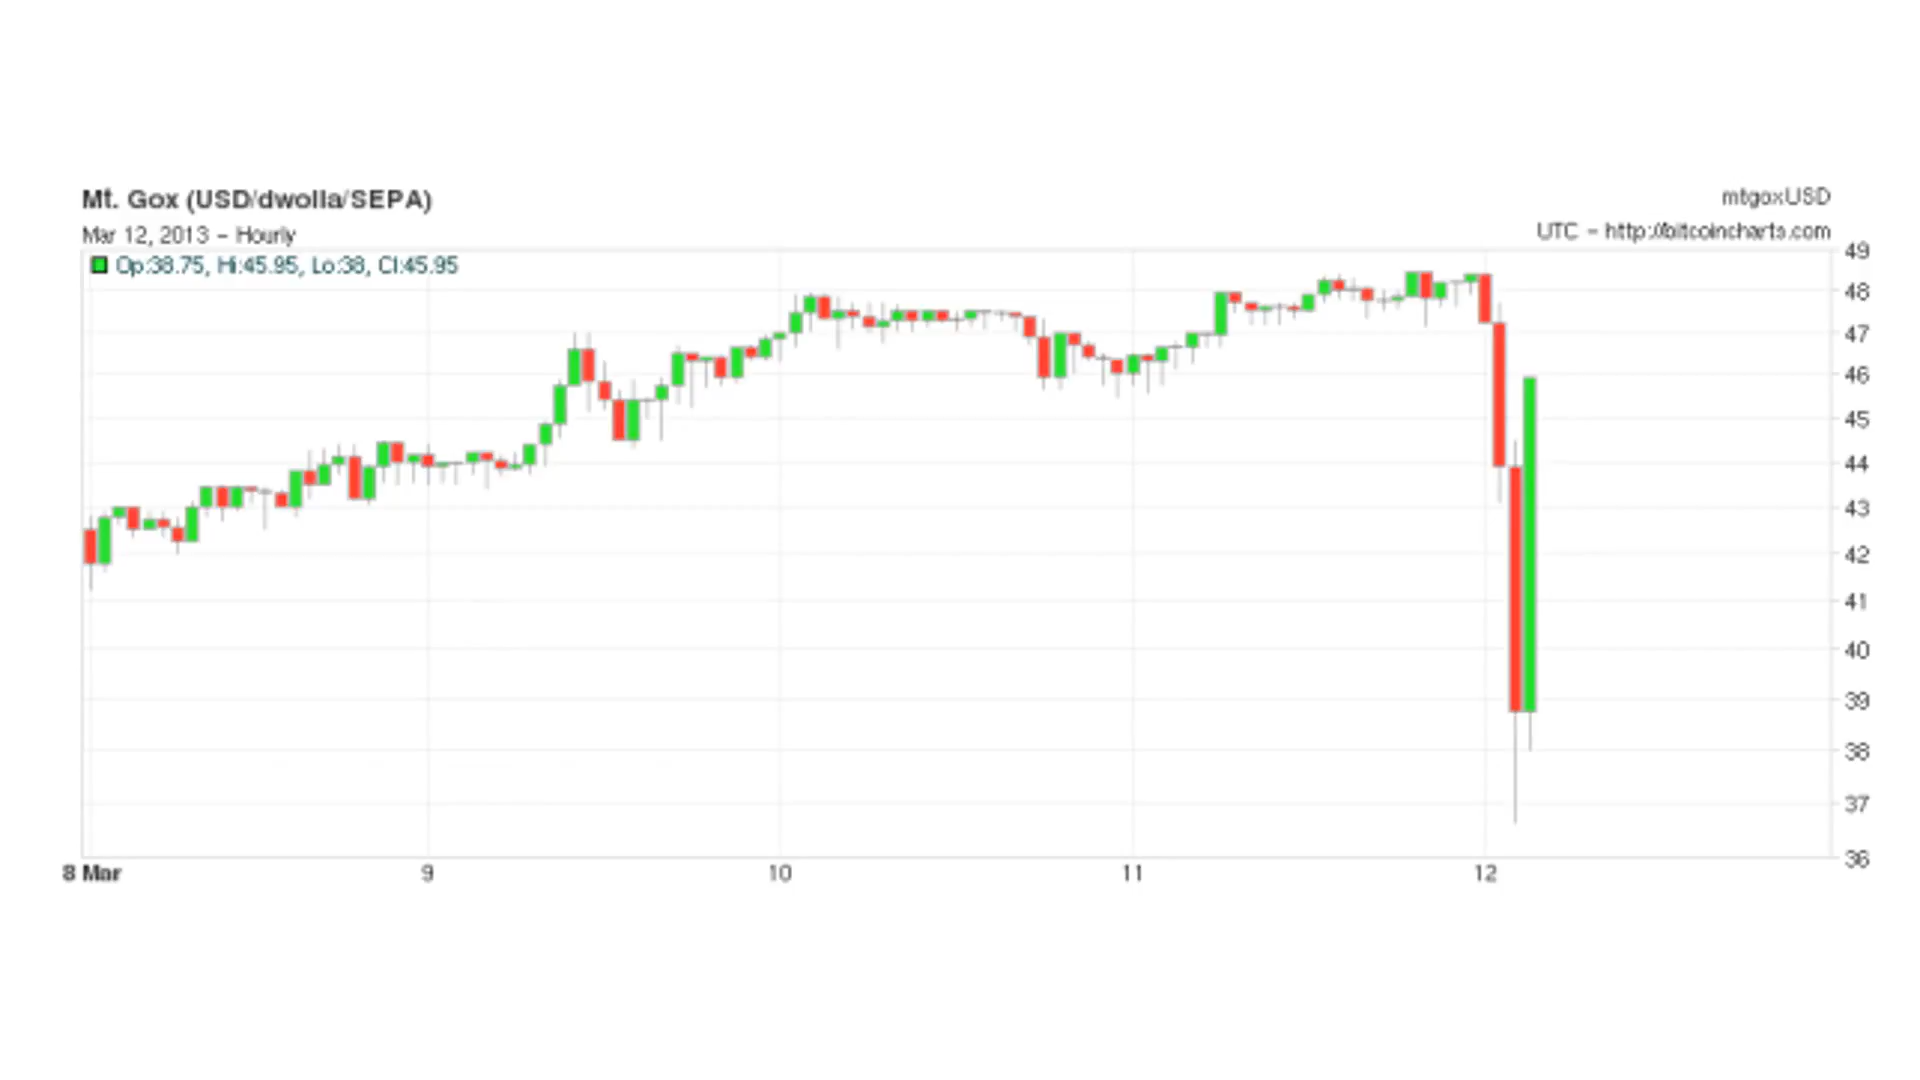 Mt. Gox (USD/dwolla/SEPA)
mtgoxUSD
Mar 12, 2013 - Hourly
UTC - http://bitcoincharts.com
Op:38.75, Hi:45.95, Lo:38, Cl:45.95
49
48
47
46
45
44
43
42
41
40
39
38
37
36
8 Mar 9 10 11 12